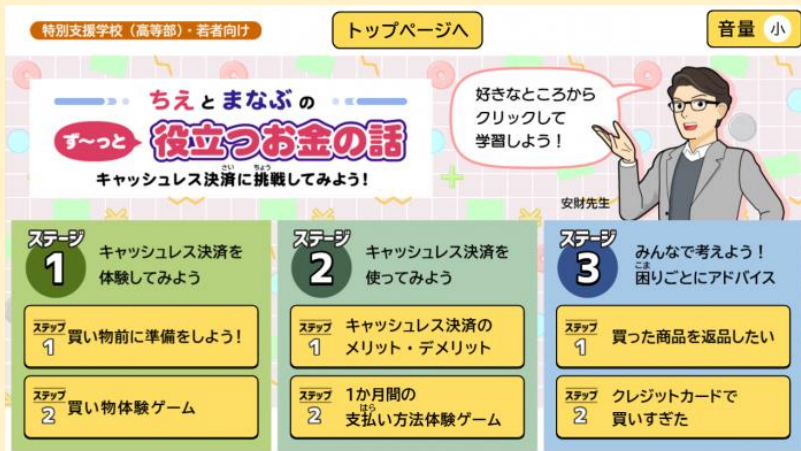 特別支援学校（高等部）・若者向け
トップページへ
音量 小
ちえとまなぶの
ず〜っと
役立つお金の話
さい ちょう
キャッシュレス決済に挑戦してみよう！
好きなところから
クリックして
学習しよう！
安財先生
ステージ
1
キャッシュレス決済を
体験してみよう
ステップ
1
買い物前に準備をしよう！
ステップ
2
買い物体験ゲーム
ステージ
2
キャッシュレス決済を
使ってみよう
ステップ
1
キャッシュレス決済の
メリット・デメリット
ステップ
2
1か月間の
はら
支払い方法体験ゲーム
ステージ
3
みんなで考えよう！
こま
困りごとにアドバイス
ステップ
1
買った商品を返品したい
ステップ
2
クレジットカードで
買いすぎた